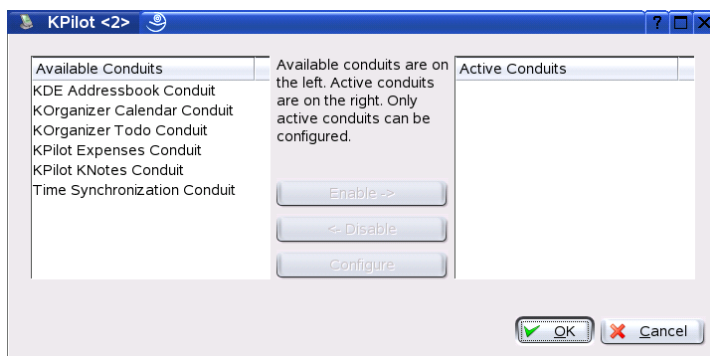 KPilot <2>
Available Conduits
KDE Addressbook Conduit
KOrganizer Calendar Conduit
KOrganizer Todo Conduit
KPilot Expenses Conduit
KPilot KNotes Conduit
Time Synchronization Conduit
Available conduits are on
the left. Active conduits
are on the right. Only
active conduits can be
configured.
Enable ->
<- Disable
Configure
Active Conduits
OK
Cancel